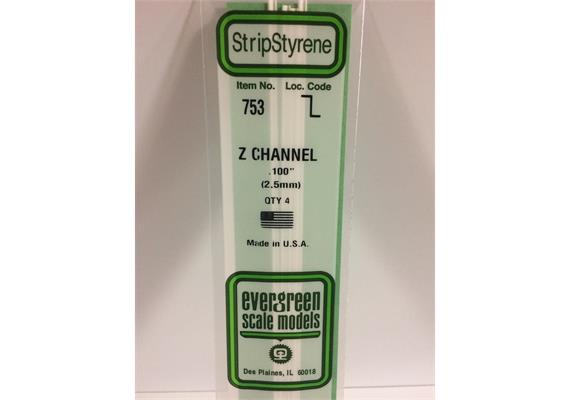 StripStyrene
Item No. Loc. Code
753
Z CHANNEL
.100"
(2.5mm)
QTY 4
Made in U.S.A.
evergreen
scale models
Des Plaines, IL 60018